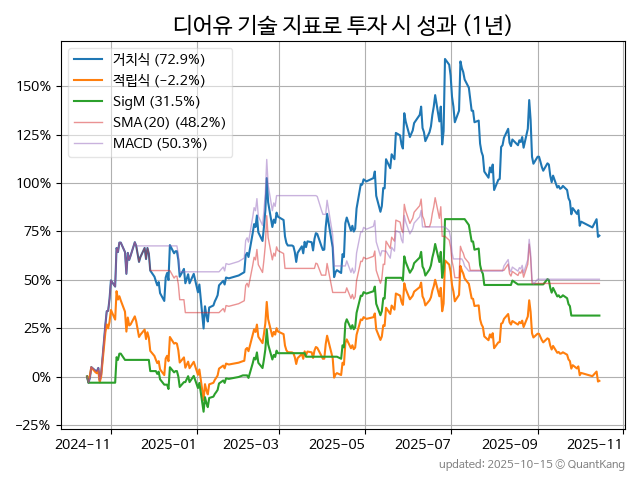 디어유 기술 지표로 투자 시 성과 (1년)
거치식 (72.9%)
적립식 (-2.2%)
SigM (31.5%)
SMA(20) (48.2%)
MACD (50.3%)
150%
125%
100%
75%
50%
25%
0%
-25%
2024-11 2025-01 2025-03 2025-05 2025-07 2025-09 2025-11
updated: 2025-10-15 © QuantKang